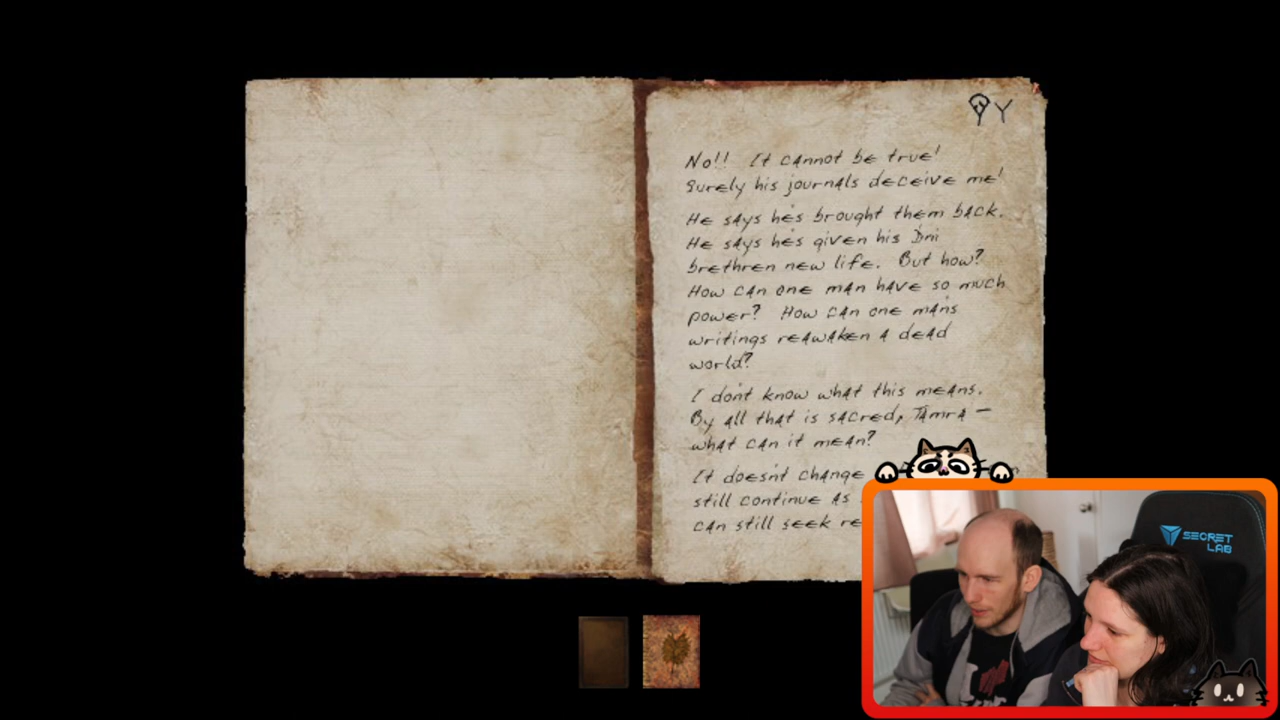 No!! It cannot be true!
Surely his journals deceive me!
He says he's brought them back.
He says he's given his Dni
brethren new life. But how?
How can one man have so much
power? How can one man's
writings reawaken a dead
world?
I don't know what this means.
By all that is sacred, Tamra –
what can it mean?
It doesn't change
still continue as
can still seek re
SECRET
LAB